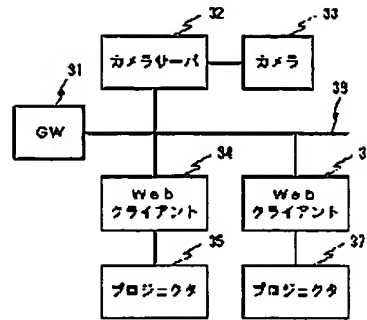 32
33
カメラサーバ
カメラ
31
GW
39
34
3
Web
クライアント
Web
クライアント
35
37
プロジェクタ
プロジェクタ